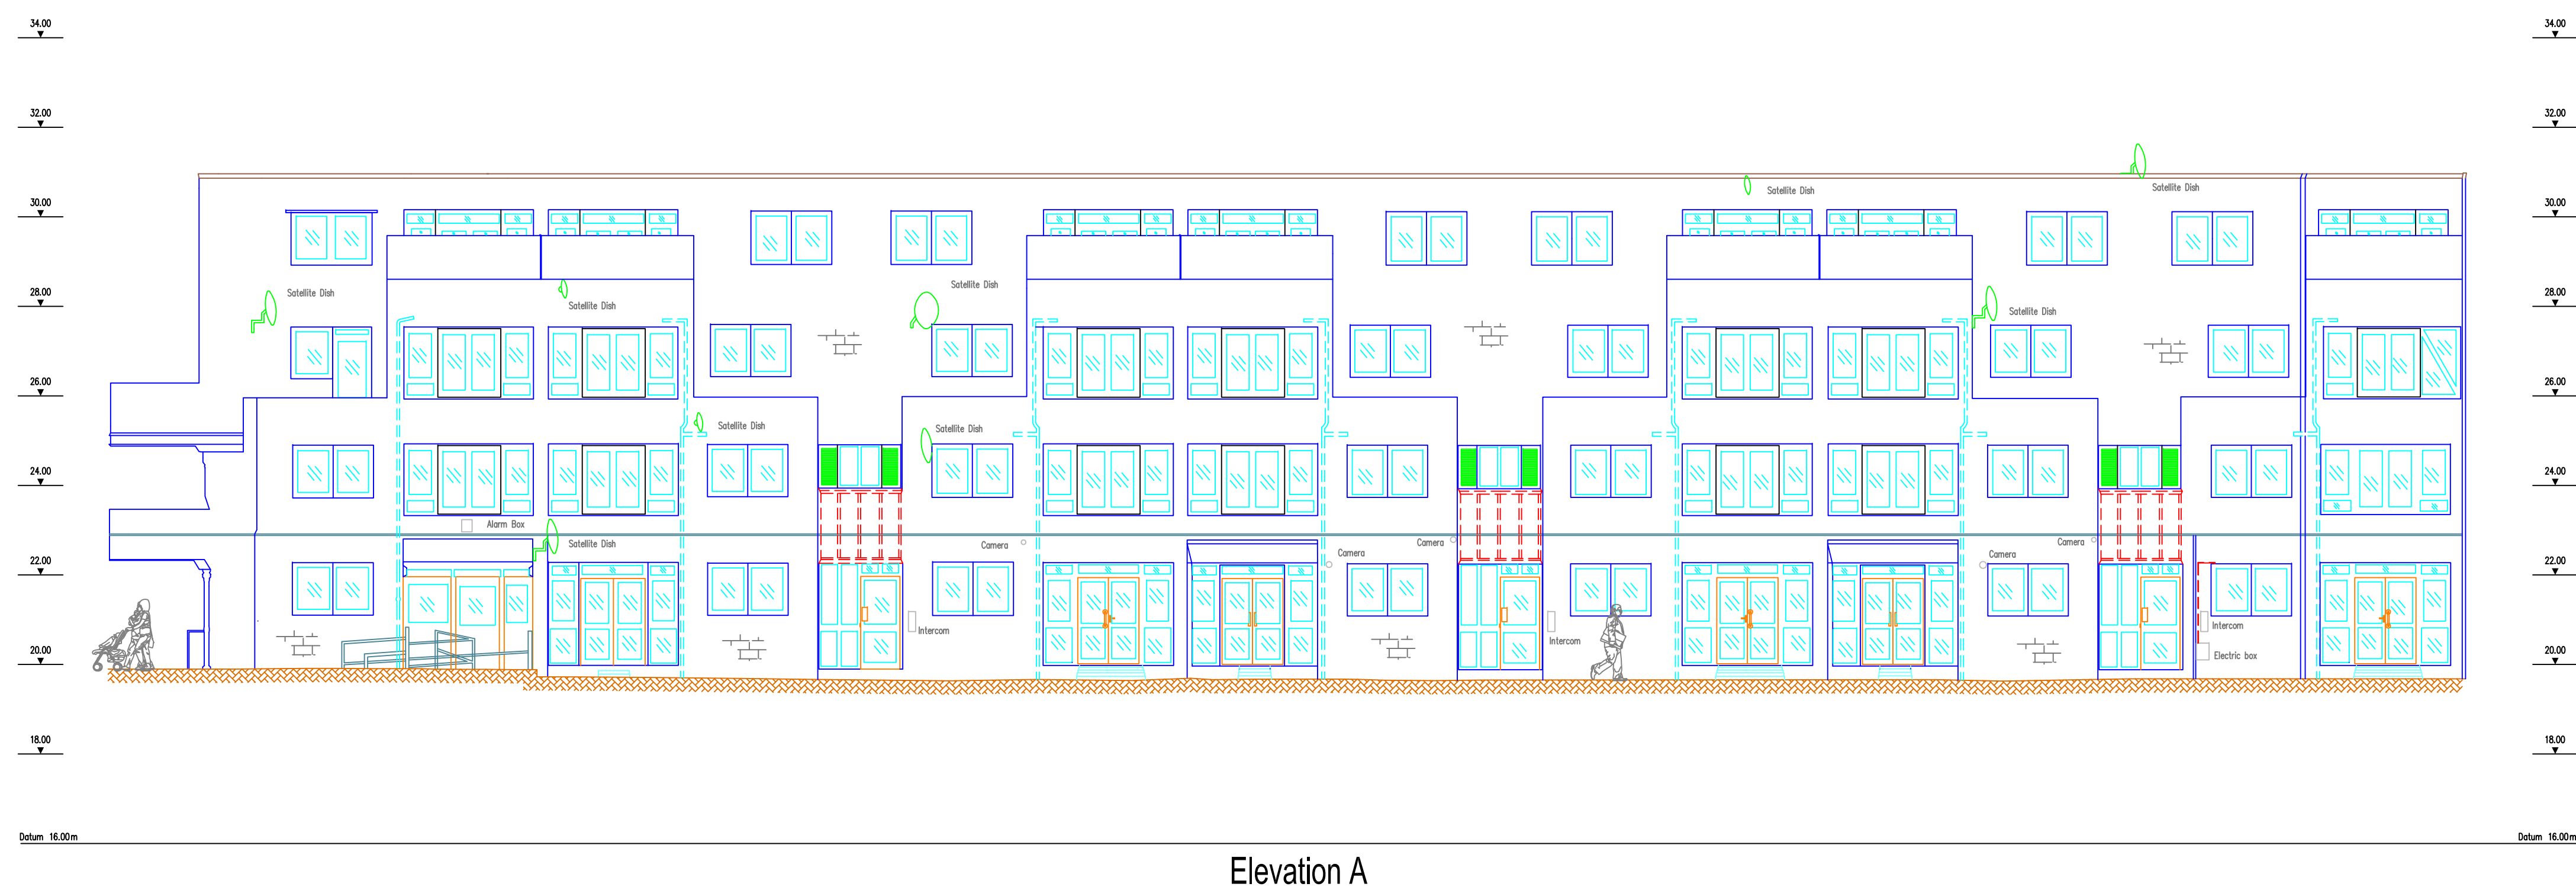 34.00
34.00
32.00
32.00
Satellite Dish
Satellite Dish
30.00
30.00
Satellite Dish
Satellite Dish
28.00
Satellite Dish
Satellite Dish
28.00
26.00
26.00
Satellite Dish
Satellite Dish
24.00
24.00
Alarm Box
Satellite Dish
Camera
Camera
Camera
Camera
Camera
22.00
22.00
Intercom
Intercom
Intercom
20.00
Electric box
20.00
18.00
18.00
Datum 16.00m
Datum 16.00m
Elevation A